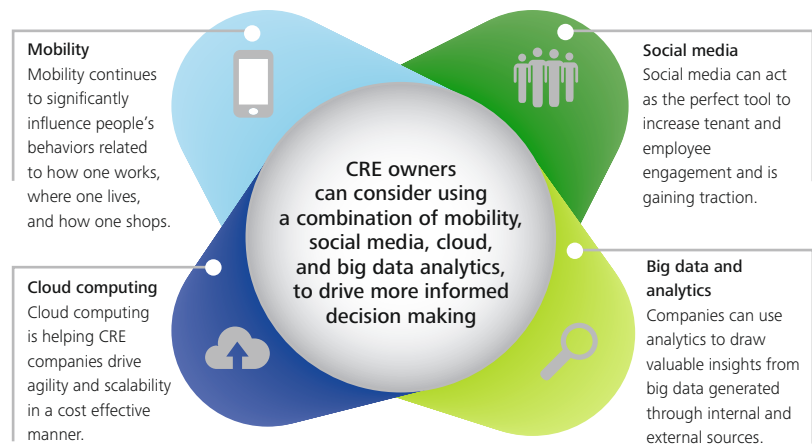 Mobility
Mobility continues
to significantly
influence people's
behaviors related
to how one works,
where one lives,
and how one shops.
Social media
Social media can act
as the perfect tool to
increase tenant and
employee
engagement and is
gaining traction.
CRE owners
can consider using
a combination of mobility,
social media, cloud,
and big data analytics,
to drive more informed
decision making
Cloud computing
Cloud computing
is helping CRE
companies drive
agility and scalability
in a cost effective
manner.
Big data and
analytics
Companies can use
analytics to draw
valuable insights from
big data generated
through internal and
external sources.